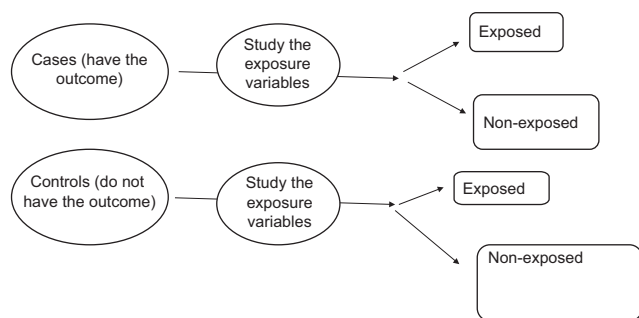 Cases (have the
outcome)
Study the
exposure
variables
Exposed
Non-exposed
Controls (do not
have the outcome)
Study the
exposure
variables
Exposed
Non-exposed